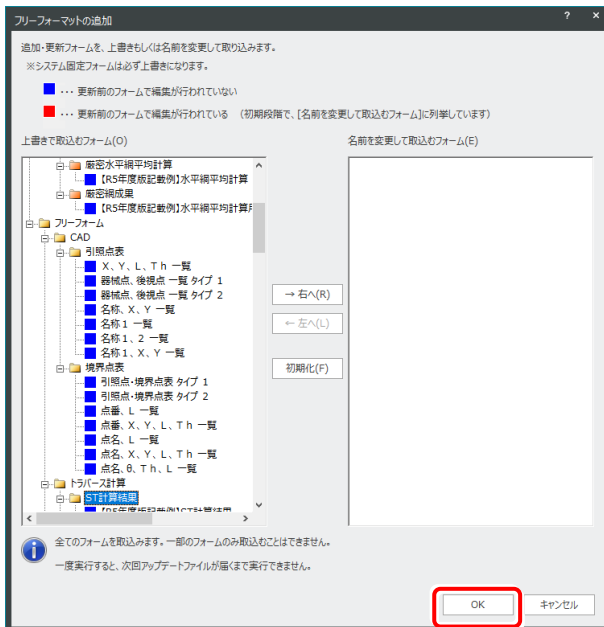 フリーフォーマットの追加
? ×
追加・更新フォームを、上書きもしくは名前を変更して取り込みます。
※システム固定フォームは必ず上書きになります。
･･･ 更新前のフォームで編集が行われていない
･･･ 更新前のフォームで編集が行われている （初期段階で、[名前を変更して取込むフォーム]に列挙しています）
上書きで取込むフォーム(O)
名前を変更して取込むフォーム(E)
厳密水平網平均計算
【R5年度版記載例】水平網平均計算
厳密網成果
【R5年度版記載例】水平網平均計算
フリーフォーム
CAD
引照点表
X、Y、L、Th 一覧
器械点、後視点 一覧 タイプ 1
器械点、後視点 一覧 タイプ 2
名称、X、Y 一覧
名称１ 一覧
名称１、２ 一覧
名称１、X、Y 一覧
境界点表
引照点・境界点表 タイプ 1
引照点・境界点表 タイプ 2
点番、L 一覧
点番、X、Y、L、Th 一覧
点名、L 一覧
点名、X、Y、L、Th 一覧
点名、θ、Th、L 一覧
トラバース計算
ST計算結果
【R5年度版記載例】ST計算結果
→ 右へ(R)
← 左へ(L)
初期化(F)
全てのフォームを取込みます。一部のフォームのみ取込むことはできません。
一度実行すると、次回アップデートファイルが届くまで実行できません。
OK
キャンセル